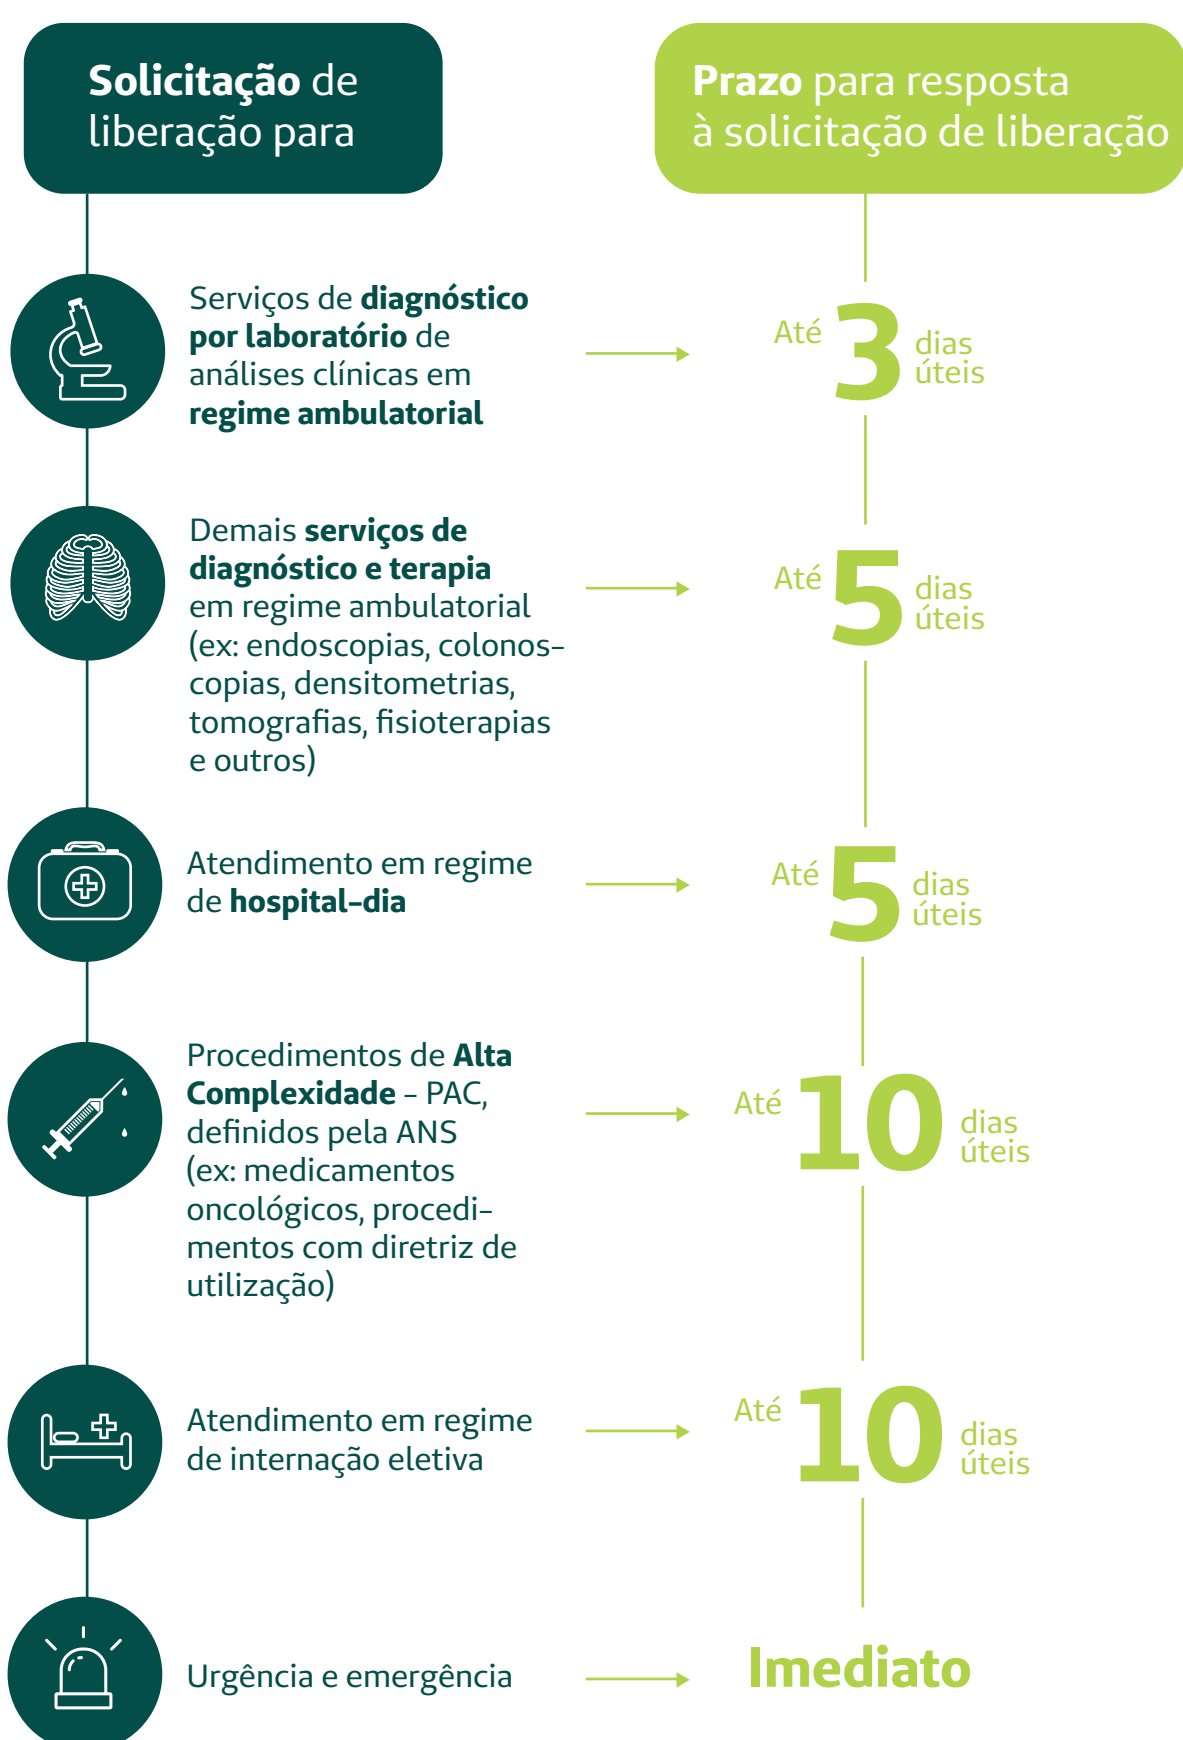 Solicitação de
liberação para
Prazo para resposta
à solicitação de liberação
Serviços de diagnóstico
por laboratório de
análises clínicas em
regime ambulatorial
Até 3 dias
úteis
Demais serviços de
diagnóstico e terapia
em regime ambulatorial
(ex: endoscopias, colonos-
copias, densitometrias,
tomografias, fisioterapias
e outros)
Até 5 dias
úteis
Atendimento em regime
de hospital-dia
Até 5 dias
úteis
Procedimentos de Alta
Complexidade - PAC,
definidos pela ANS
(ex: medicamentos
oncológicos, procedi-
mentos com diretriz de
utilização)
Até 10 dias
úteis
Atendimento em regime
de internação eletiva
Até 10 dias
úteis
Urgência e emergência
Imediato